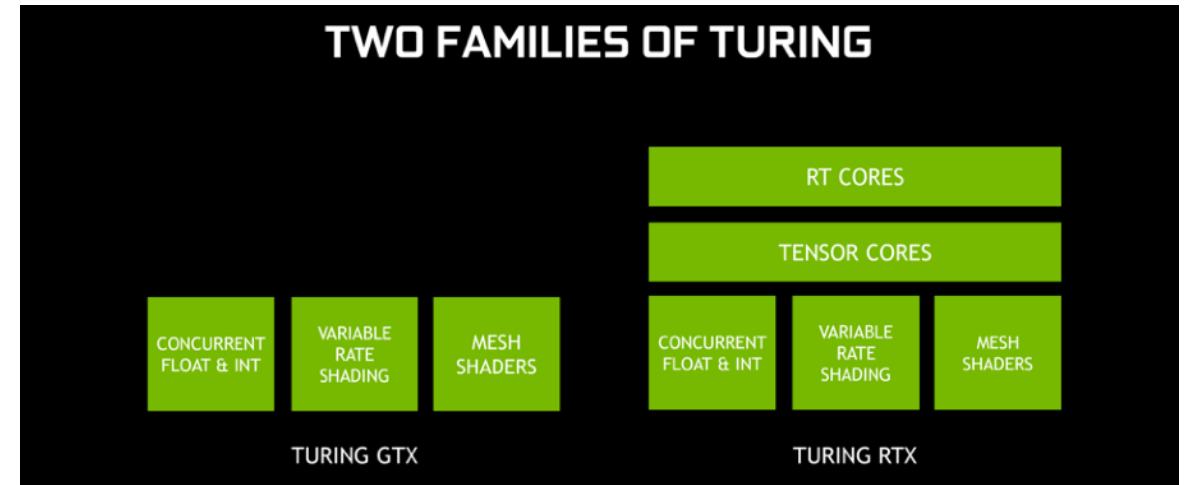 TWO FAMILIES OF TURING
CONCURRENT
FLOAT & INT
VARIABLE
RATE
SHADING
MESH
SHADERS
TURING GTX
RT CORES
TENSOR CORES
CONCURRENT
FLOAT & INT
VARIABLE
RATE
SHADING
MESH
SHADERS
TURING RTX